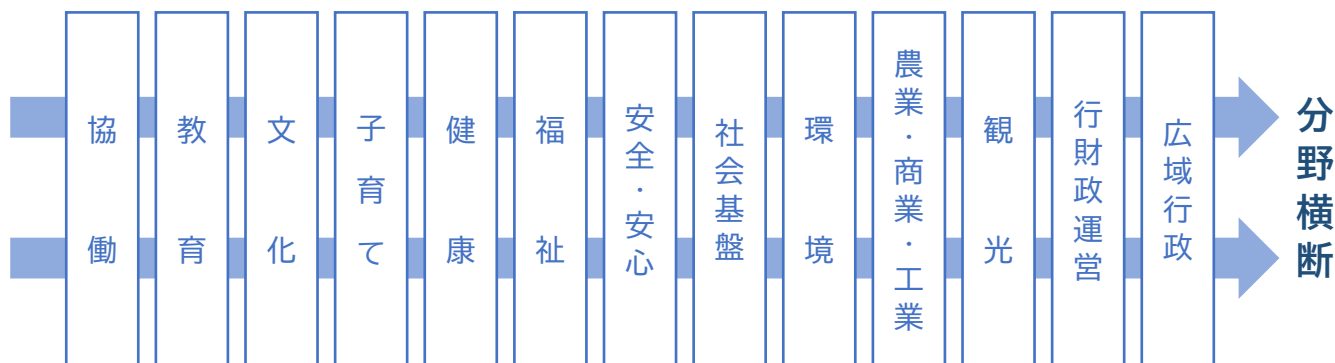 協働
教育
文化
子育て
健康
福祉
安全・安心
社会基盤
環境
農業・商業・工業
観光
行財政運営
広域行政
分野横断